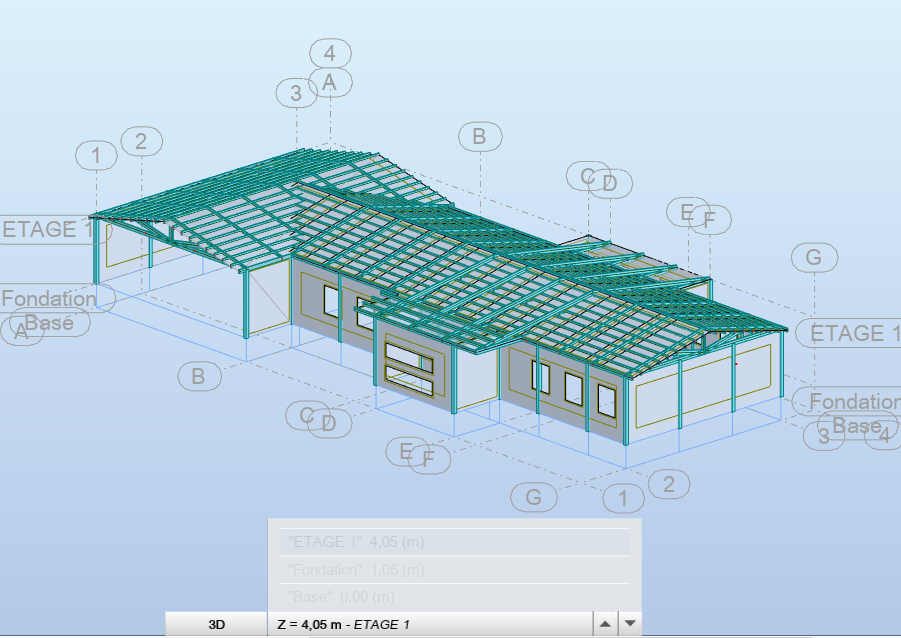 4
3
A
2
1
B
C
D
E
F
ETAGE 1
G
Fondation
Base
A
ETAGE 1
B
Fondation
C
D
Base
3
4
E
F
G
1
2
"ETAGE 1" 4,05 (m)
"Fondation" 1,05 (m)
"Base" 0,00 (m)
3D
Z = 4,05 m - ETAGE 1